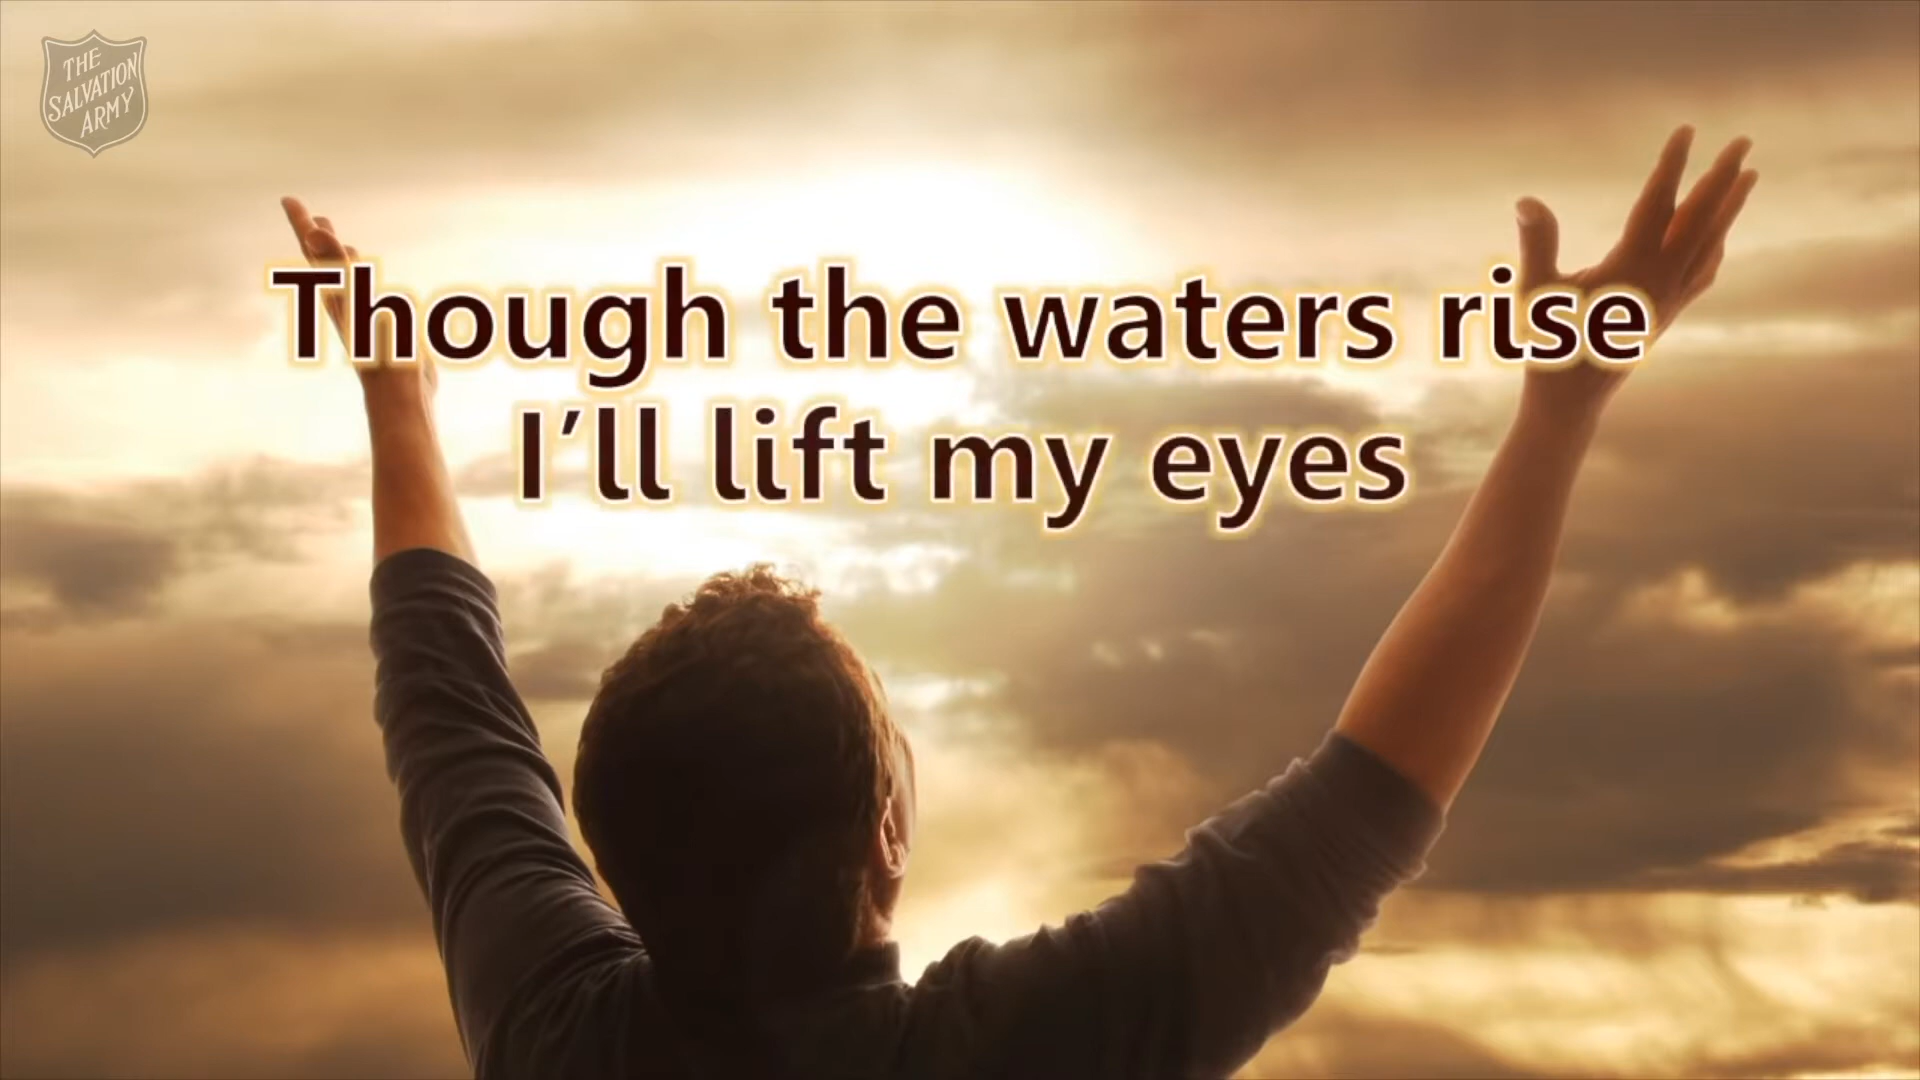 THE
SALVATION
ARMY
Though the waters rise
I'll lift my eyes